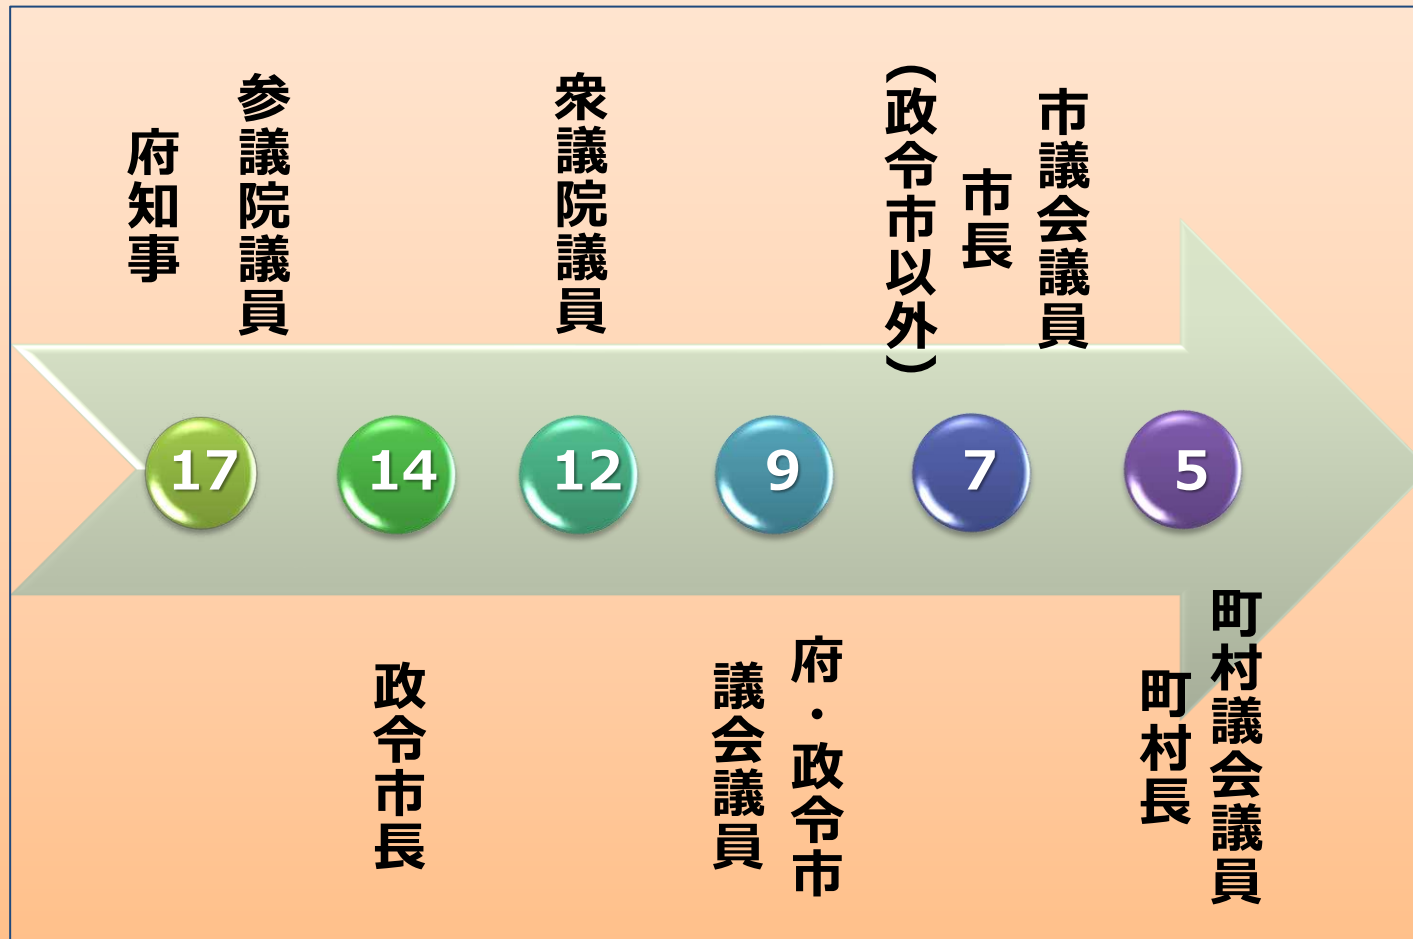 府知事
参議院議員
衆議院議員
市議会議員
市長
（政令市以外）
17
14
12
9
7
5
政令市長
府・政令市
議会議員
町村議会議員
町村長